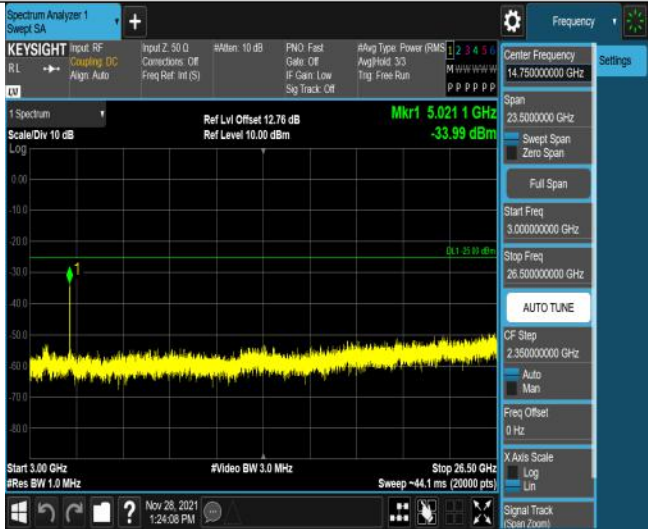 Spectrum Analyzer 1
Swept SA
+
Frequency
KEYSIGHT
RL
LXI
Input: RF
Coupling: DC
Align: Auto
Input Z: 50 Ω
Corrections: Off
Freq Ref: Int (S)
#Atten: 10 dB
PNO: Fast
Gate: Off
IF Gain: Low
Sig Track: Off
#Avg Type: Power (RMS
Avg|Hold: 3/3
Trig: Free Run
1 2 3 4 5 6
M W W W W W
P P P P P P
1 Spectrum
Scale/Div 10 dB
Log
Ref Lvl Offset 12.76 dB
Ref Level 10.00 dBm
Mkr1 5.021 1 GHz
-33.99 dBm
0.00
-10.0
-20.0
-30.0
-40.0
-50.0
-60.0
-70.0
-80.0
DL1 -25.00 dBm
1
Start 3.00 GHz
#Res BW 1.0 MHz
#Video BW 3.0 MHz
Stop 26.50 GHz
Sweep ~44.1 ms (20000 pts)
?
Nov 28, 2021
1:24:08 PM
Center Frequency
14.750000000 GHz
Settings
Span
23.5000000 GHz
Swept Span
Zero Span
Full Span
Start Freq
3.000000000 GHz
Stop Freq
26.500000000 GHz
AUTO TUNE
CF Step
2.350000000 GHz
Auto
Man
Freq Offset
0 Hz
X Axis Scale
Log
Lin
Signal Track
(Span Zoom)